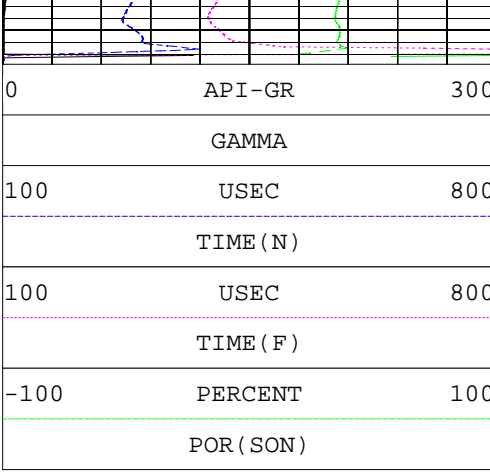 0 API-GR 300
GAMMA
100 USEC 800
TIME(N)
100 USEC 800
TIME(F)
-100 PERCENT 100
POR(SON)